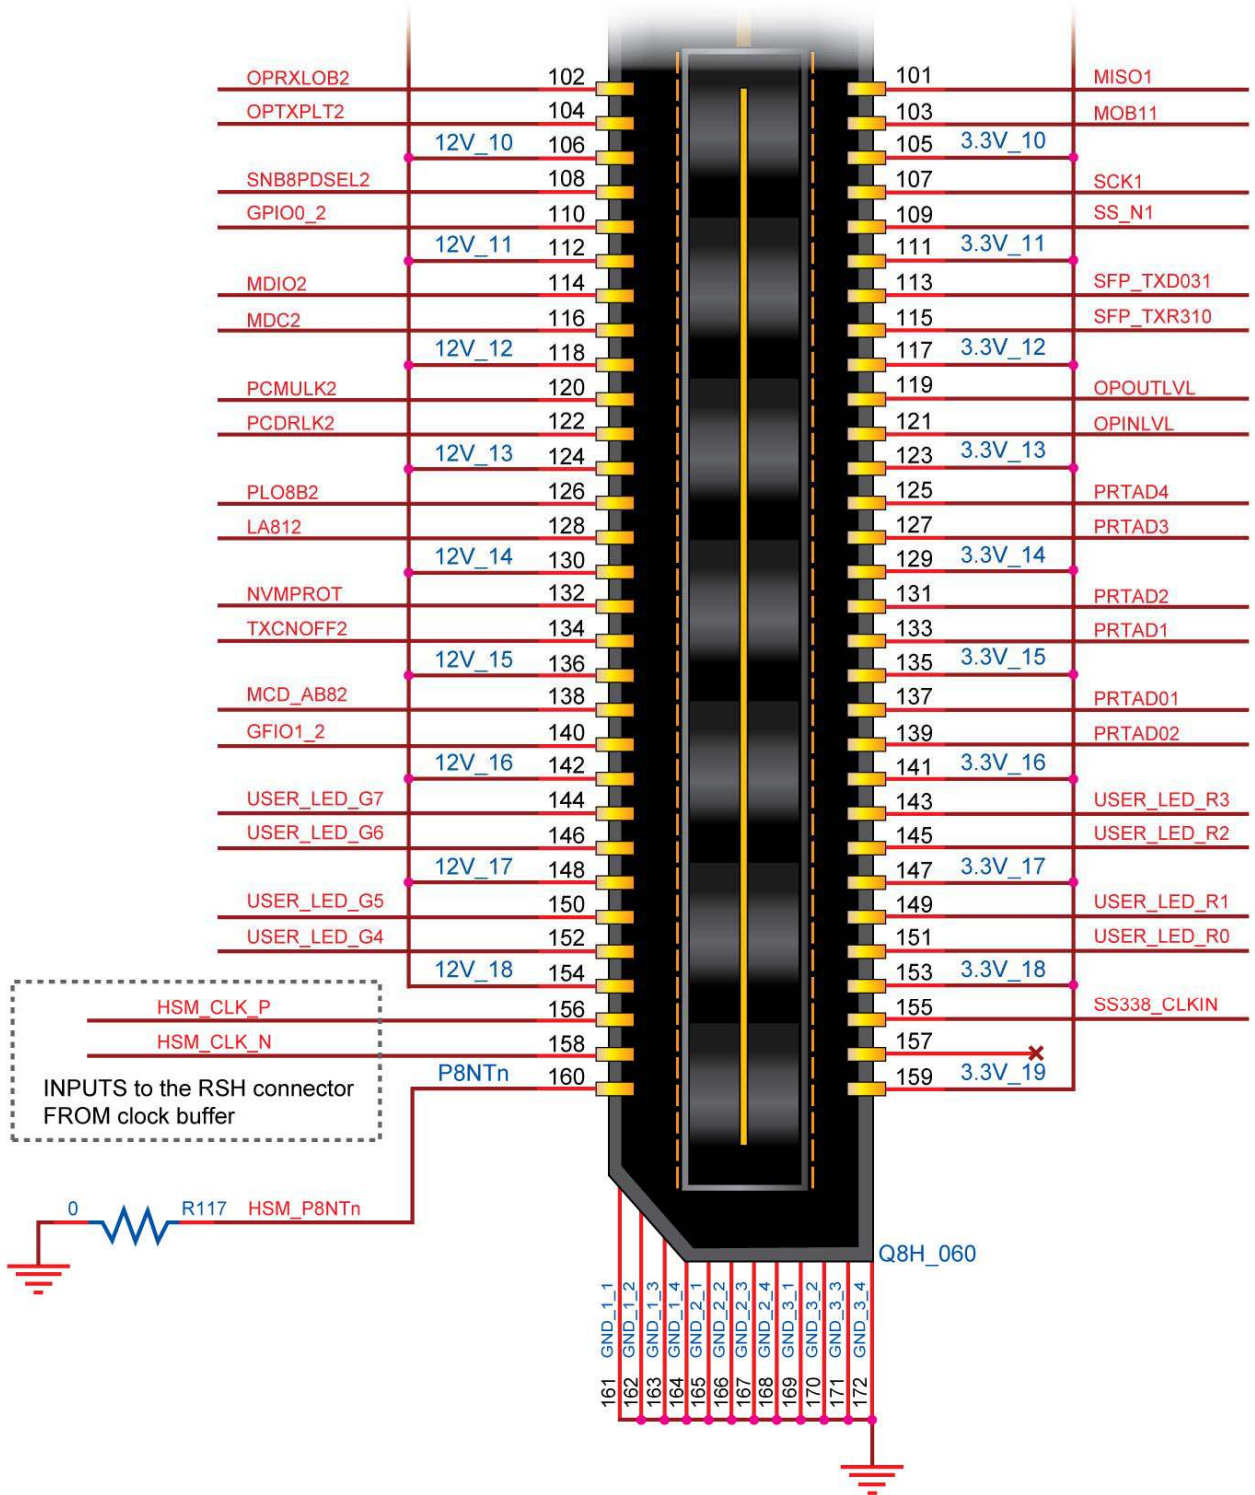 OPRXLOB2 102 101 MISO1
OPTXPLT2 104 103 MOB11
12V_10 106 105 3.3V_10
SNB8PDSEL2 108 107 SCK1
GPIO0_2 110 109 SS_N1
12V_11 112 111 3.3V_11
MDIO2 114 113 SFP_TXD031
MDC2 116 115 SFP_TXR310
12V_12 118 117 3.3V_12
PCMULK2 120 119 OPOUTLVL
PCDRLK2 122 121 OPINLVL
12V_13 124 123 3.3V_13
PLO8B2 126 125 PRTAD4
LA812 128 127 PRTAD3
12V_14 130 129 3.3V_14
NVMPROT 132 131 PRTAD2
TXCNOFF2 134 133 PRTAD1
12V_15 136 135 3.3V_15
MCD_AB82 138 137 PRTAD01
GFIO1_2 140 139 PRTAD02
12V_16 142 141 3.3V_16
USER_LED_G7 144 143 USER_LED_R3
USER_LED_G6 146 145 USER_LED_R2
12V_17 148 147 3.3V_17
USER_LED_G5 150 149 USER_LED_R1
USER_LED_G4 152 151 USER_LED_R0
12V_18 154 153 3.3V_18
HSM_CLK_P 156 155 SS338_CLKIN
HSM_CLK_N 158 157
P8NTn 160 159 3.3V_19
INPUTS to the RSH connector
FROM clock buffer
0 R117 HSM_P8NTn
Q8H_060
GND_1_1 161
GND_1_2 162
GND_1_3 163
GND_1_4 164
GND_2_1 165
GND_2_2 166
GND_2_3 167
GND_2_4 168
GND_3_1 169
GND_3_2 170
GND_3_3 171
GND_3_4 172